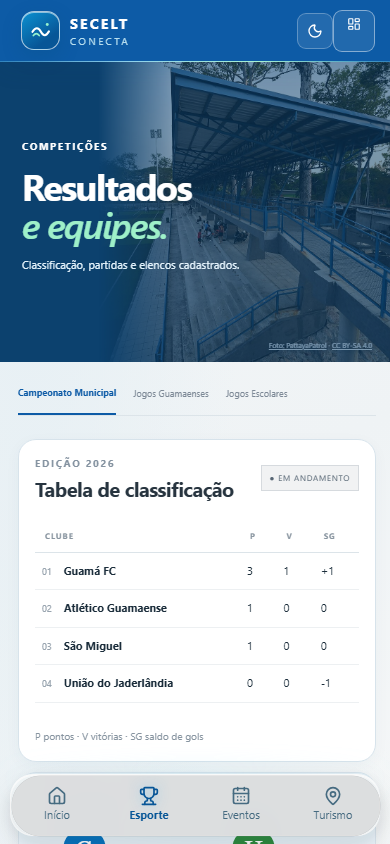 SECELT
CONECTA
COMPETIÇÕES
Resultados
e equipes.
Classificação, partidas e elencos cadastrados.
Foto: PattayaPatrol · CC BY-SA 4.0
Campeonato Municipal
Jogos Guamaenses
Jogos Escolares
EDIÇÃO 2026
Tabela de classificação
• EM ANDAMENTO
CLUBE P V SG
01 Guamá FC 3 1 +1
02 Atlético Guamaense 1 0 0
03 São Miguel 1 0 0
04 União do Jaderlândia 0 0 -1
P pontos · V vitórias · SG saldo de gols
Início
Esporte
Eventos
Turismo